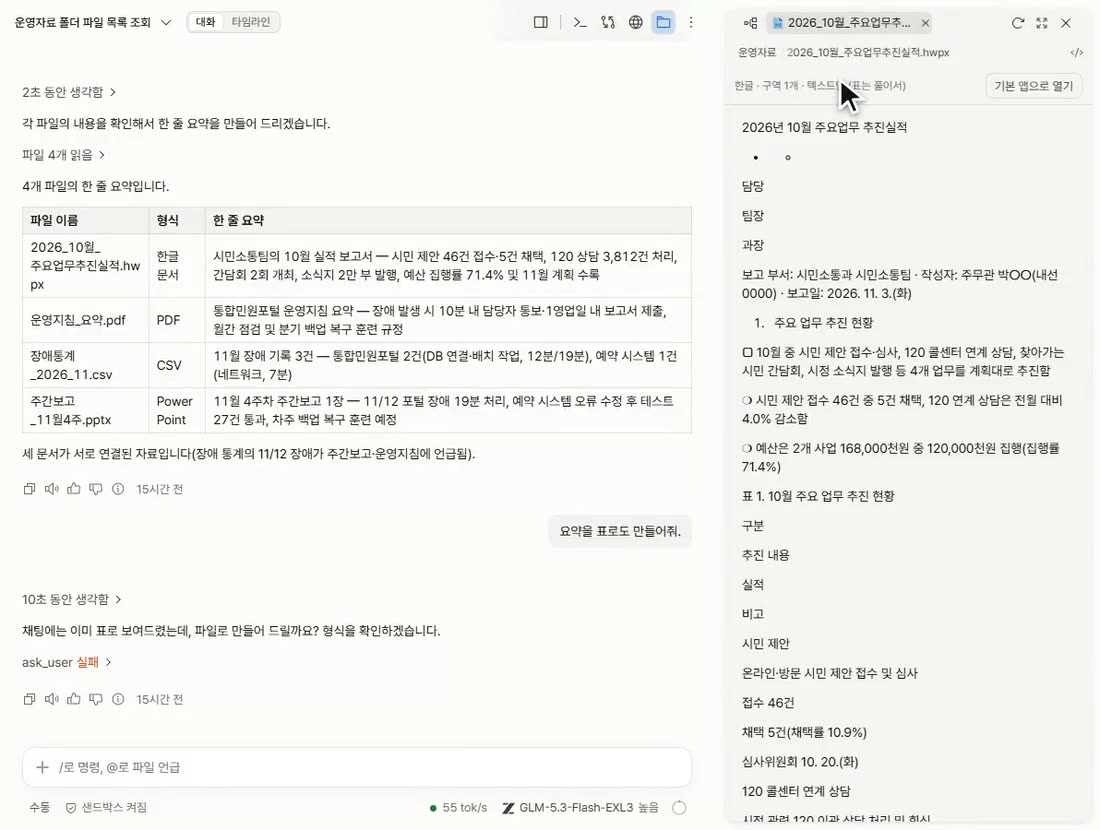 운영자료 폴더 파일 목록 조회
대화 타임라인
2초 동안 생각함
각 파일의 내용을 확인해서 한 줄 요약을 만들어 드리겠습니다.
파일 4개 읽음
4개 파일의 한 줄 요약입니다.
파일 이름 형식 한 줄 요약
2026_10월_
주요업무추진실적.hw
px
한글
문서
시민소통팀의 10월 실적 보고서 — 시민 제안 46건 접수·5건 채택, 120 상담 3,812건 처리,
간담회 2회 개최, 소식지 2만 부 발행, 예산 집행률 71.4% 및 11월 계획 수록
운영지침_요약.pdf
PDF
통합민원포털 운영지침 요약 — 장애 발생 시 10분 내 담당자 통보·1영업일 내 보고서 제출,
월간 점검 및 분기 백업 복구 훈련 규정
장애통계
_2026_11.csv
CSV
11월 장애 기록 3건 — 통합민원포털 2건(DB 연결·배치 작업, 12분/19분), 예약 시스템 1건
(네트워크, 7분)
주간보고
_11월4주.pptx
Power
Point
11월 4주차 주간보고 1장 — 11/12 포털 장애 19분 처리, 예약 시스템 오류 수정 후 테스트
27건 통과, 차주 백업 복구 훈련 예정
세 문서가 서로 연결된 자료입니다(장애 통계의 11/12 장애가 주간보고·운영지침에 언급됨).
15시간 전
요약을 표로도 만들어줘.
10초 동안 생각함
채팅에는 이미 표로 보여드렸는데, 파일로 만들어 드릴까요? 형식을 확인하겠습니다.
ask_user 실패
15시간 전
/로 명령, @로 파일 언급
수동 샌드박스 켜짐
55 tok/s GLM-5.3-Flash-EXL3 높음
2026_10월_주요업무추...
운영자료 2026_10월_주요업무추진실적.hwpx
한글 · 구역 1개 · (표는 풀이서)
기본 앱으로 열기
2026년 10월 주요업무 추진실적
담당
팀장
과장
보고 부서: 시민소통과 시민소통팀 · 작성자: 주무관 박○○(내선
0000) · 보고일: 2026. 11. 3.(화)
1. 주요 업무 추진 현황
□ 10월 중 시민 제안 접수·심사, 120 콜센터 연계 상담, 찾아가는
시민 간담회, 시정 소식지 발행 등 4개 업무를 계획대로 추진함
❍ 시민 제안 접수 46건 중 5건 채택, 120 연계 상담은 전월 대비
4.0% 감소함
❍ 예산은 2개 사업 168,000천원 중 120,000천원 집행(집행률
71.4%)
표 1. 10월 주요 업무 추진 현황
구분
추진 내용
실적
비고
시민 제안
온라인·방문 시민 제안 접수 및 심사
접수 46건
채택 5건(채택률 10.9%)
심사위원회 10. 20.(화)
120 콜센터 연계 상담
시정 관련 120 이관 상담 처리 및 회신